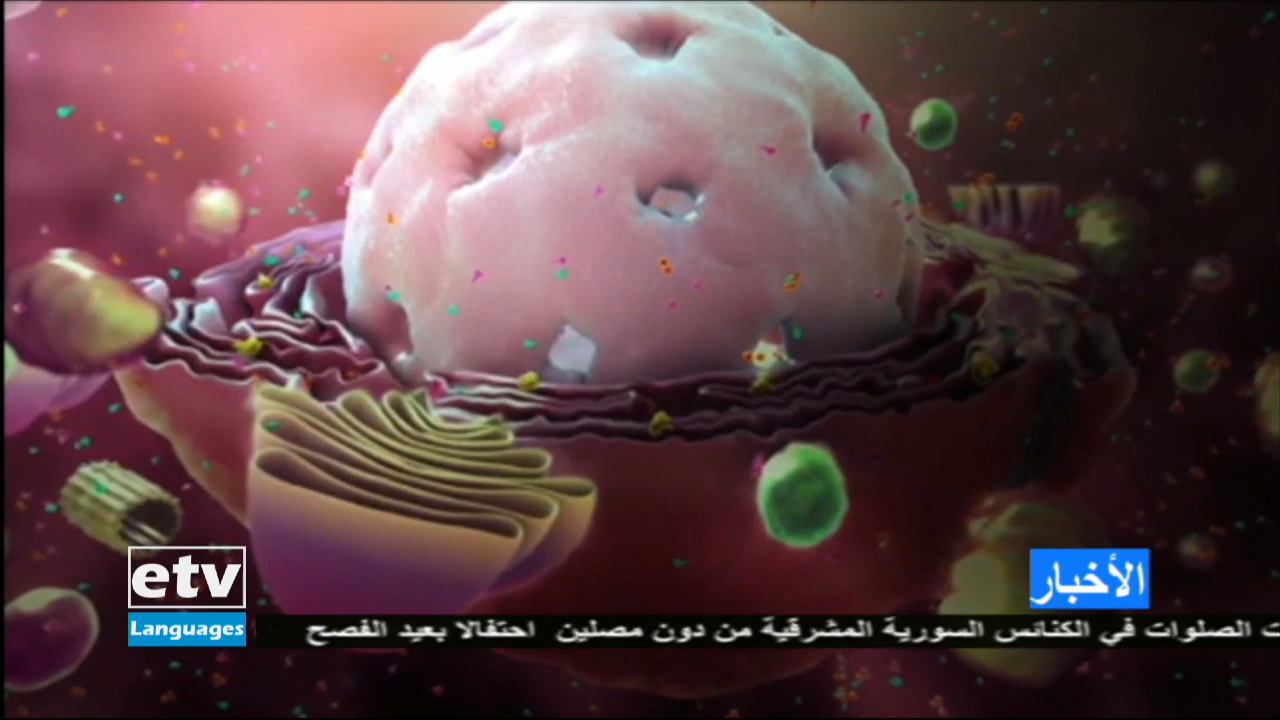 etv
Languages
الأخبار
الصلوات في الكنائس السورية المشرقية من دون مصلين احتفالا بعيد الفصح